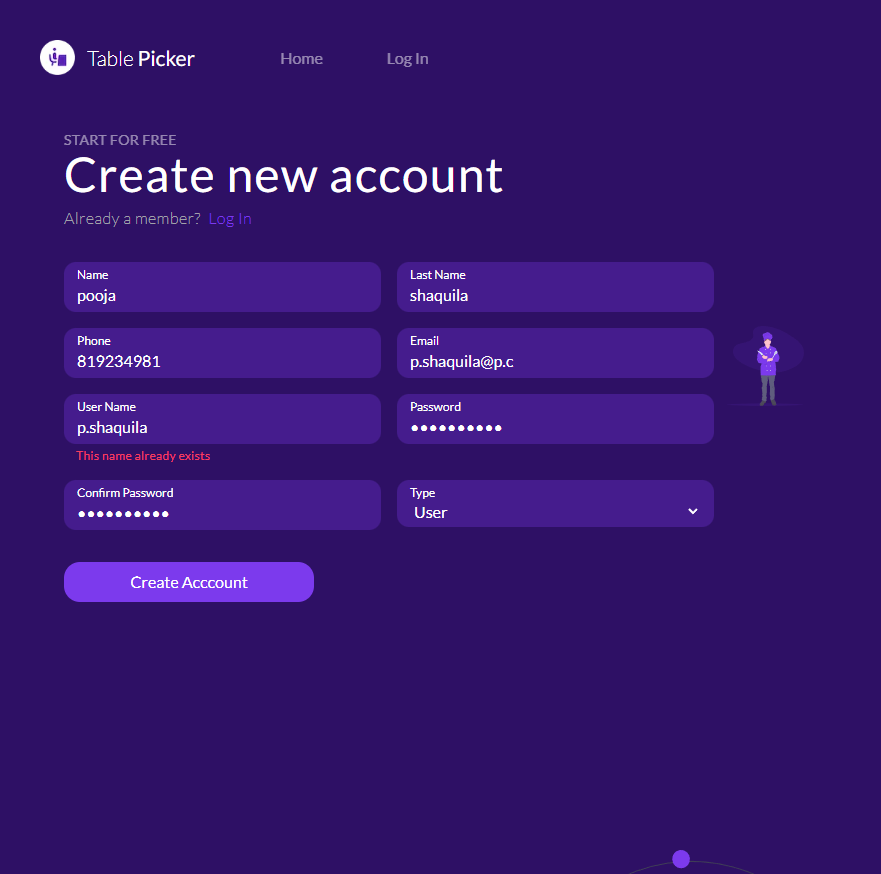 Table Picker Home Log In
START FOR FREE
Create new account
Already a member? Log In
Name Last Name
pooja shaquila
Phone Email
819234981 p.shaquila@p.c
User Name Password
p.shaquila ●●●●●●●●●●
This name already exists
Confirm Password Type
●●●●●●●●●● User
Create Acccount